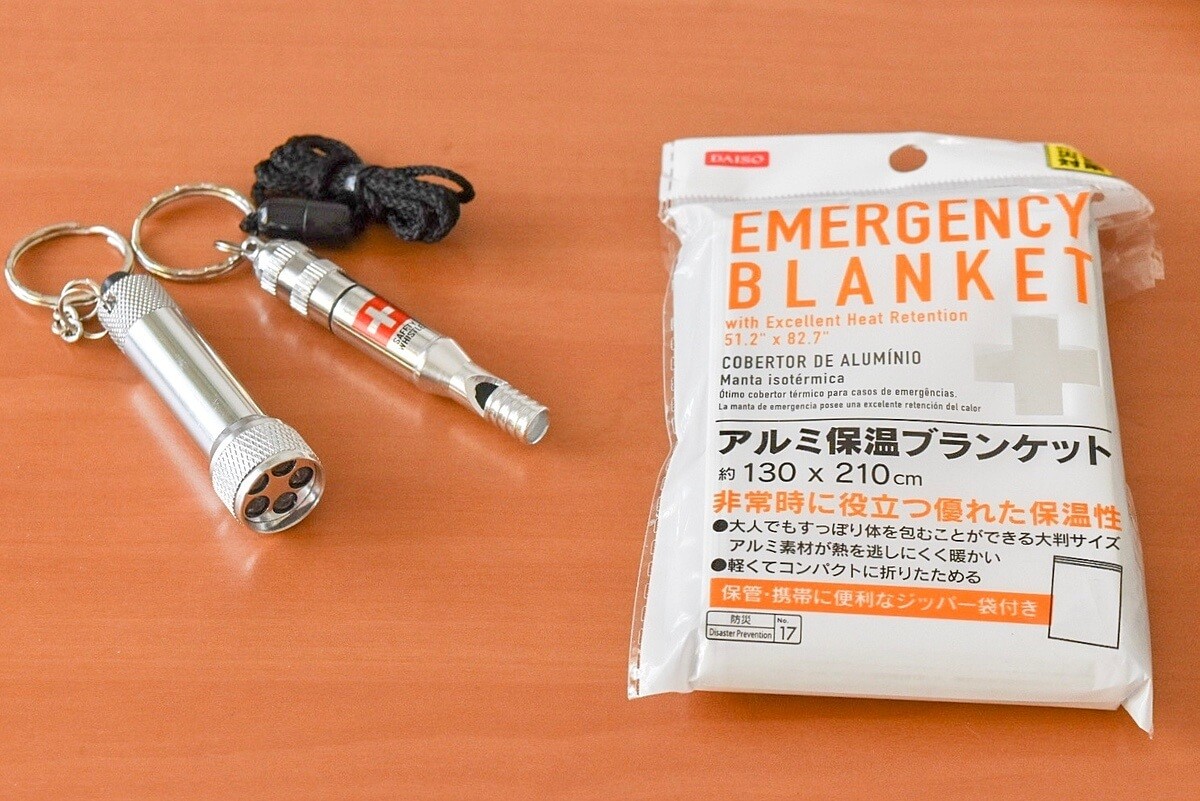 DAISO
EMERGENCY
BLANKET
with Excellent Heat Retention
51.2" x 82.7"
COBERTOR DE ALUMÍNIO
Manta isotérmica
Ótimo cobertor térmico para casos de emergências.
La manta de emergencia posee una excelente retención del calor
アルミ保温ブランケット
約130 x 210cm
非常時に役立つ優れた保温性
●大人でもすっぽり体を包むことができる大判サイズ
アルミ素材が熱を逃しにくく暖かい
●軽くてコンパクトに折りたためる
保管・携帯に便利なジッパー袋付き
防災
Disaster Prevention
No.
17
SAFETY
WHISTLE